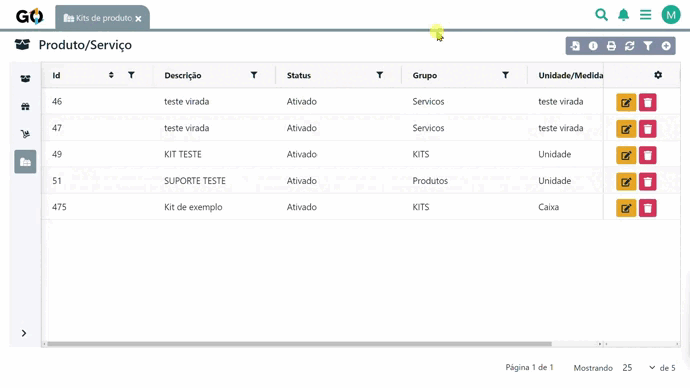 GO Kits de produto M
Produto/Serviço
Id Descrição Status Grupo Unidade/Medida
46 teste virada Ativado Servicos teste virada
47 teste virada Ativado Servicos teste virada
49 KIT TESTE Ativado KITS Unidade
51 SUPORTE TESTE Ativado Produtos Unidade
475 Kit de exemplo Ativado KITS Caixa
Página 1 de 1 Mostrando 25 de 5